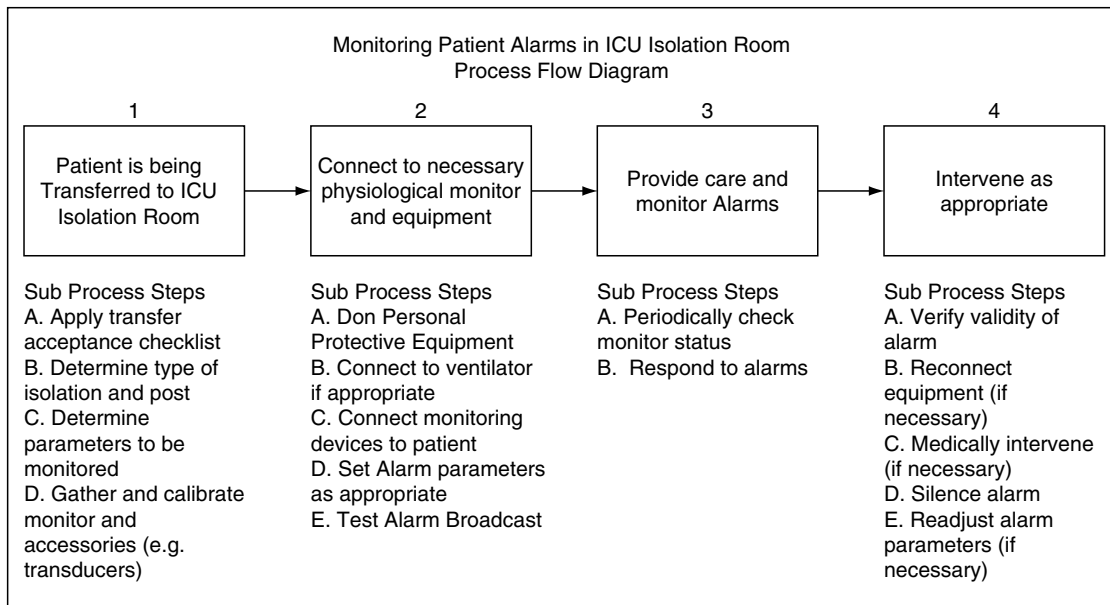 Monitoring Patient Alarms in ICU Isolation Room
Process Flow Diagram
1
Patient is being
Transferred to ICU
Isolation Room
Sub Process Steps
A. Apply transfer
acceptance checklist
B. Determine type of
isolation and post
C. Determine
parameters to be
monitored
D. Gather and calibrate
monitor and
accessories (e.g.
transducers)
2
Connect to necessary
physiological monitor
and equipment
Sub Process Steps
A. Don Personal
Protective Equipment
B. Connect to ventilator
if appropriate
C. Connect monitoring
devices to patient
D. Set Alarm parameters
as appropriate
E. Test Alarm Broadcast
3
Provide care and
monitor Alarms
Sub Process Steps
A. Periodically check
monitor status
B. Respond to alarms
4
Intervene as
appropriate
Sub Process Steps
A. Verify validity of
alarm
B. Reconnect
equipment (if
necessary)
C. Medically intervene
(if necessary)
D. Silence alarm
E. Readjust alarm
parameters (if
necessary)